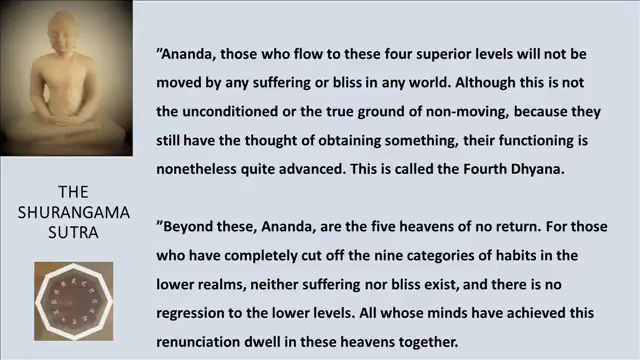 THE
SHURANGAMA
SUTRA
”Ananda, those who flow to these four superior levels will not be
moved by any suffering or bliss in any world. Although this is not
the unconditioned or the true ground of non-moving, because they
still have the thought of obtaining something, their functioning is
nonetheless quite advanced. This is called the Fourth Dhyana.
”Beyond these, Ananda, are the five heavens of no return. For those
who have completely cut off the nine categories of habits in the
lower realms, neither suffering nor bliss exist, and there is no
regression to the lower levels. All whose minds have achieved this
renunciation dwell in these heavens together.